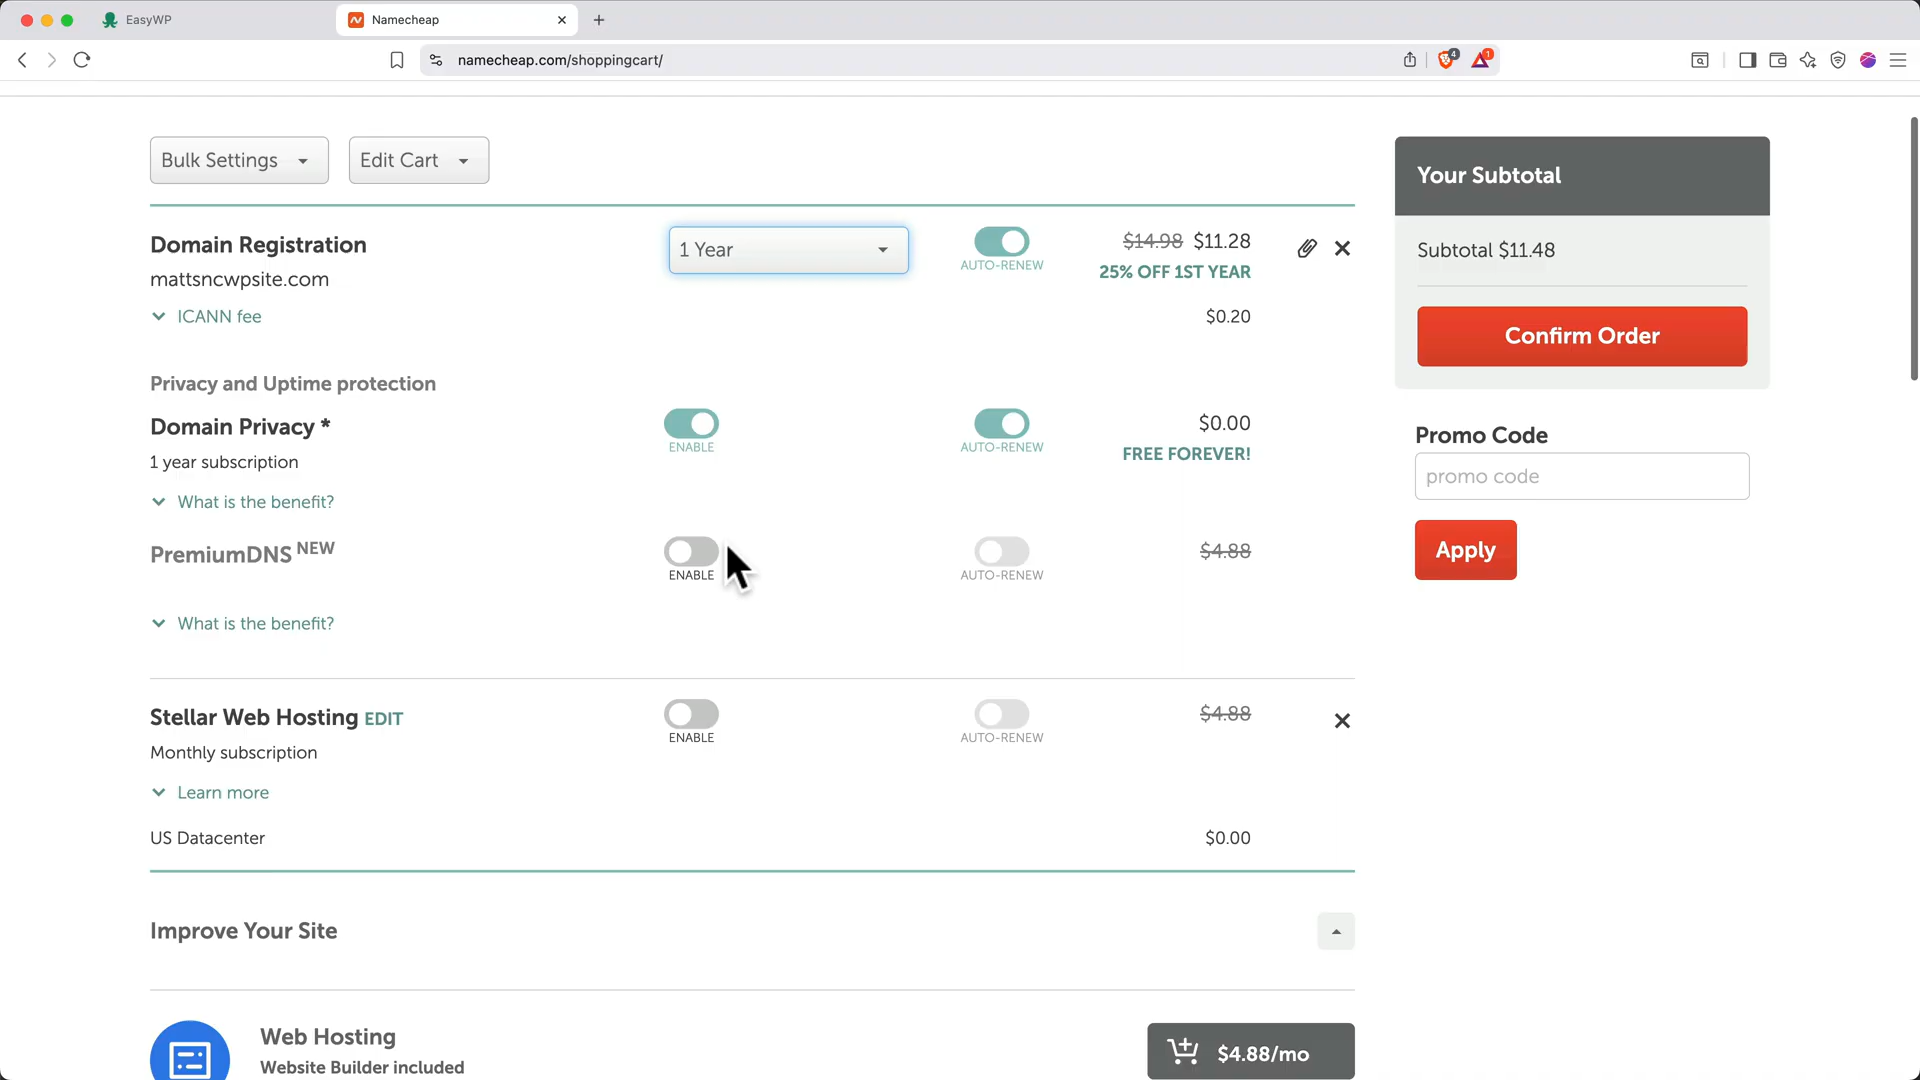 EasyWP
Namecheap
namecheap.com/shoppingcart/
4
1
Bulk Settings
Edit Cart
Your Subtotal
Domain Registration
mattsncwpsite.com
1 Year
AUTO-RENEW
$14.98 $11.28
25% OFF 1ST YEAR
Subtotal $11.48
ICANN fee
$0.20
Confirm Order
Privacy and Uptime protection
Domain Privacy *
1 year subscription
ENABLE
AUTO-RENEW
$0.00
FREE FOREVER!
Promo Code
promo code
Apply
What is the benefit?
PremiumDNS NEW
ENABLE
AUTO-RENEW
$4.88
What is the benefit?
Stellar Web Hosting EDIT
Monthly subscription
ENABLE
AUTO-RENEW
$4.88
Learn more
US Datacenter
$0.00
Improve Your Site
Web Hosting
Website Builder included
$4.88/mo